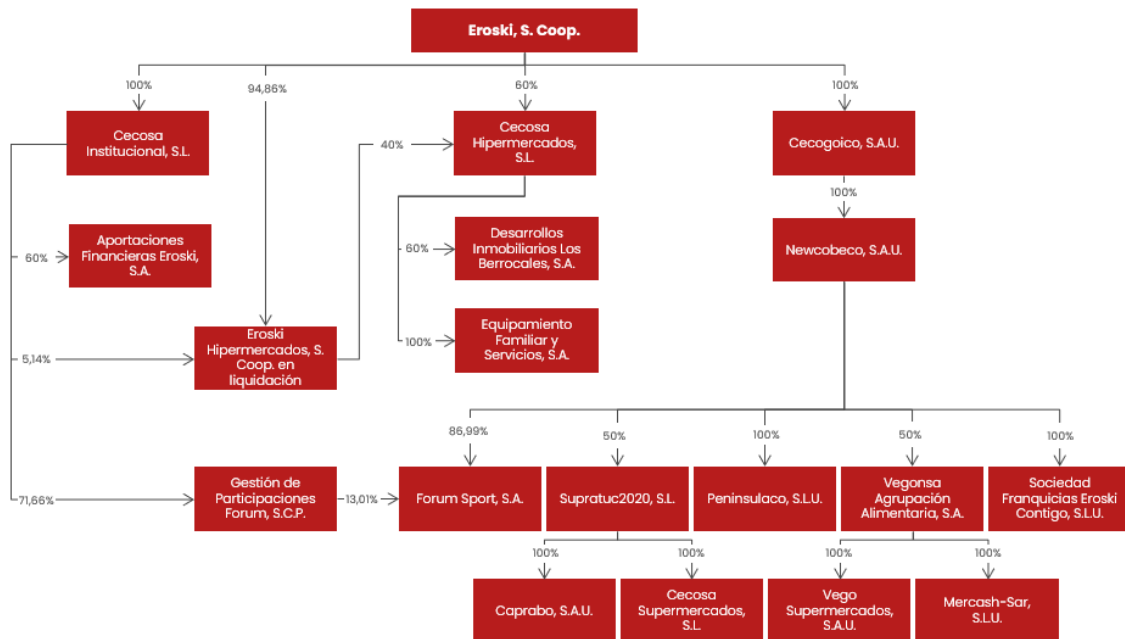 Eroski, S. Coop.
100%
94,86%
60%
100%
Cecosa
Institucional, S.L.
40%
Cecosa
Hipermercados,
S.L.
Cecogoico, S.A.U.
100%
60%
Aportaciones
Financieras Eroski,
S.A.
60%
Desarrollos
Inmobiliarios Los
Berrocales, S.A.
Newcobeco, S.A.U.
5,14%
Eroski
Hipermercados, S.
Coop. en
liquidación
100%
Equipamiento
Familiar y
Servicios, S.A.
86,99%
50%
100%
50%
100%
71,66%
Gestión de
Participaciones
Forum, S.C.P.
13,01%
Forum Sport, S.A.
Supratuc2020, S.L.
Peninsulaco, S.L.U.
Vegonsa
Agrupación
Alimentaria, S.A.
Sociedad
Franquicias Eroski
Contigo, S.L.U.
100%
100%
100%
100%
Caprabo, S.A.U.
Cecosa
Supermercados,
S.L.
Vego
Supermercados,
S.A.U.
Mercash-Sar,
S.L.U.